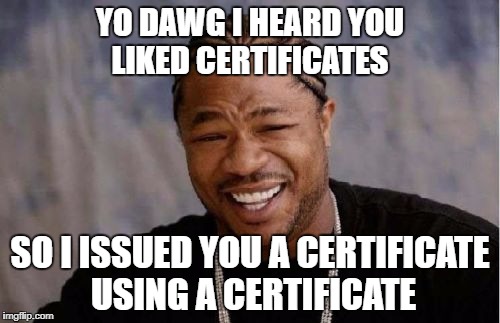 YO DAWG I HEARD YOU
LIKED CERTIFICATES
SO I ISSUED YOU A CERTIFICATE
USING A CERTIFICATE
imgflip.com